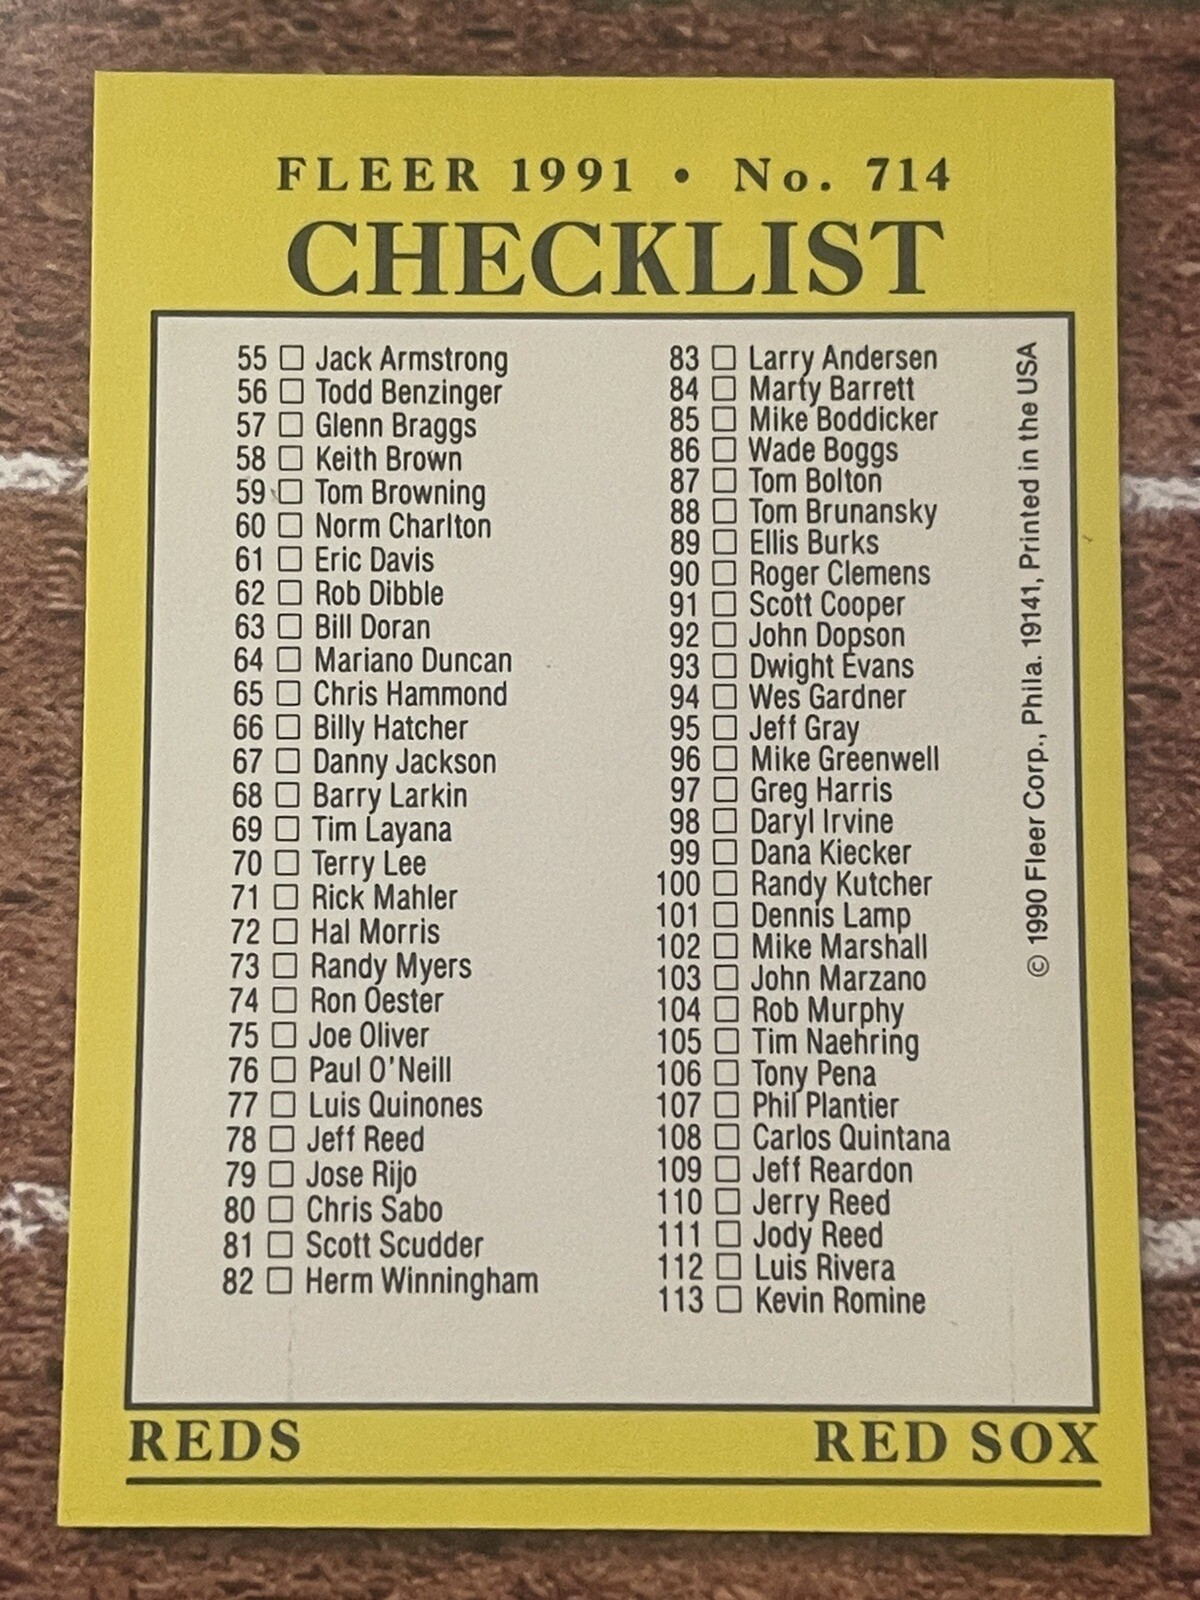 FLEER 1991 • No. 714
CHECKLIST
55 □ Jack Armstrong
56 □ Todd Benzinger
57 □ Glenn Braggs
58 □ Keith Brown
59 □ Tom Browning
60 □ Norm Charlton
61 □ Eric Davis
62 □ Rob Dibble
63 □ Bill Doran
64 □ Mariano Duncan
65 □ Chris Hammond
66 □ Billy Hatcher
67 □ Danny Jackson
68 □ Barry Larkin
69 □ Tim Layana
70 □ Terry Lee
71 □ Rick Mahler
72 □ Hal Morris
73 □ Randy Myers
74 □ Ron Oester
75 □ Joe Oliver
76 □ Paul O'Neill
77 □ Luis Quinones
78 □ Jeff Reed
79 □ Jose Rijo
80 □ Chris Sabo
81 □ Scott Scudder
82 □ Herm Winningham
83 □ Larry Andersen
84 □ Marty Barrett
85 □ Mike Boddicker
86 □ Wade Boggs
87 □ Tom Bolton
88 □ Tom Brunansky
89 □ Ellis Burks
90 □ Roger Clemens
91 □ Scott Cooper
92 □ John Dopson
93 □ Dwight Evans
94 □ Wes Gardner
95 □ Jeff Gray
96 □ Mike Greenwell
97 □ Greg Harris
98 □ Daryl Irvine
99 □ Dana Kiecker
100 □ Randy Kutcher
101 □ Dennis Lamp
102 □ Mike Marshall
103 □ John Marzano
104 □ Rob Murphy
105 □ Tim Naehring
106 □ Tony Pena
107 □ Phil Plantier
108 □ Carlos Quintana
109 □ Jeff Reardon
110 □ Jerry Reed
111 □ Jody Reed
112 □ Luis Rivera
113 □ Kevin Romine
© 1990 Fleer Corp., Phila. 19141, Printed in the USA
REDS
RED SOX